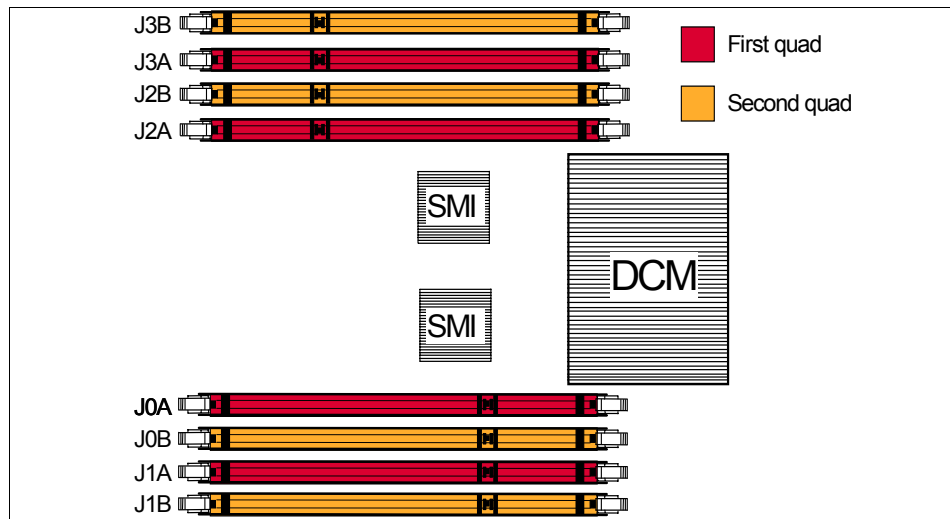 J3B
J3A
J2B
J2A
First quad
Second quad
SMI
SMI
DCM
J0A
J0B
J1A
J1B